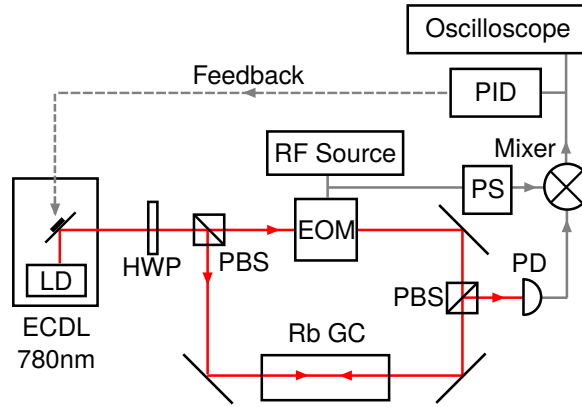 Oscilloscope
Feedback
PID
RF Source
Mixer
PS
EOM
HWP
PBS
PD
LD
PBS
ECDL
780nm
Rb GC